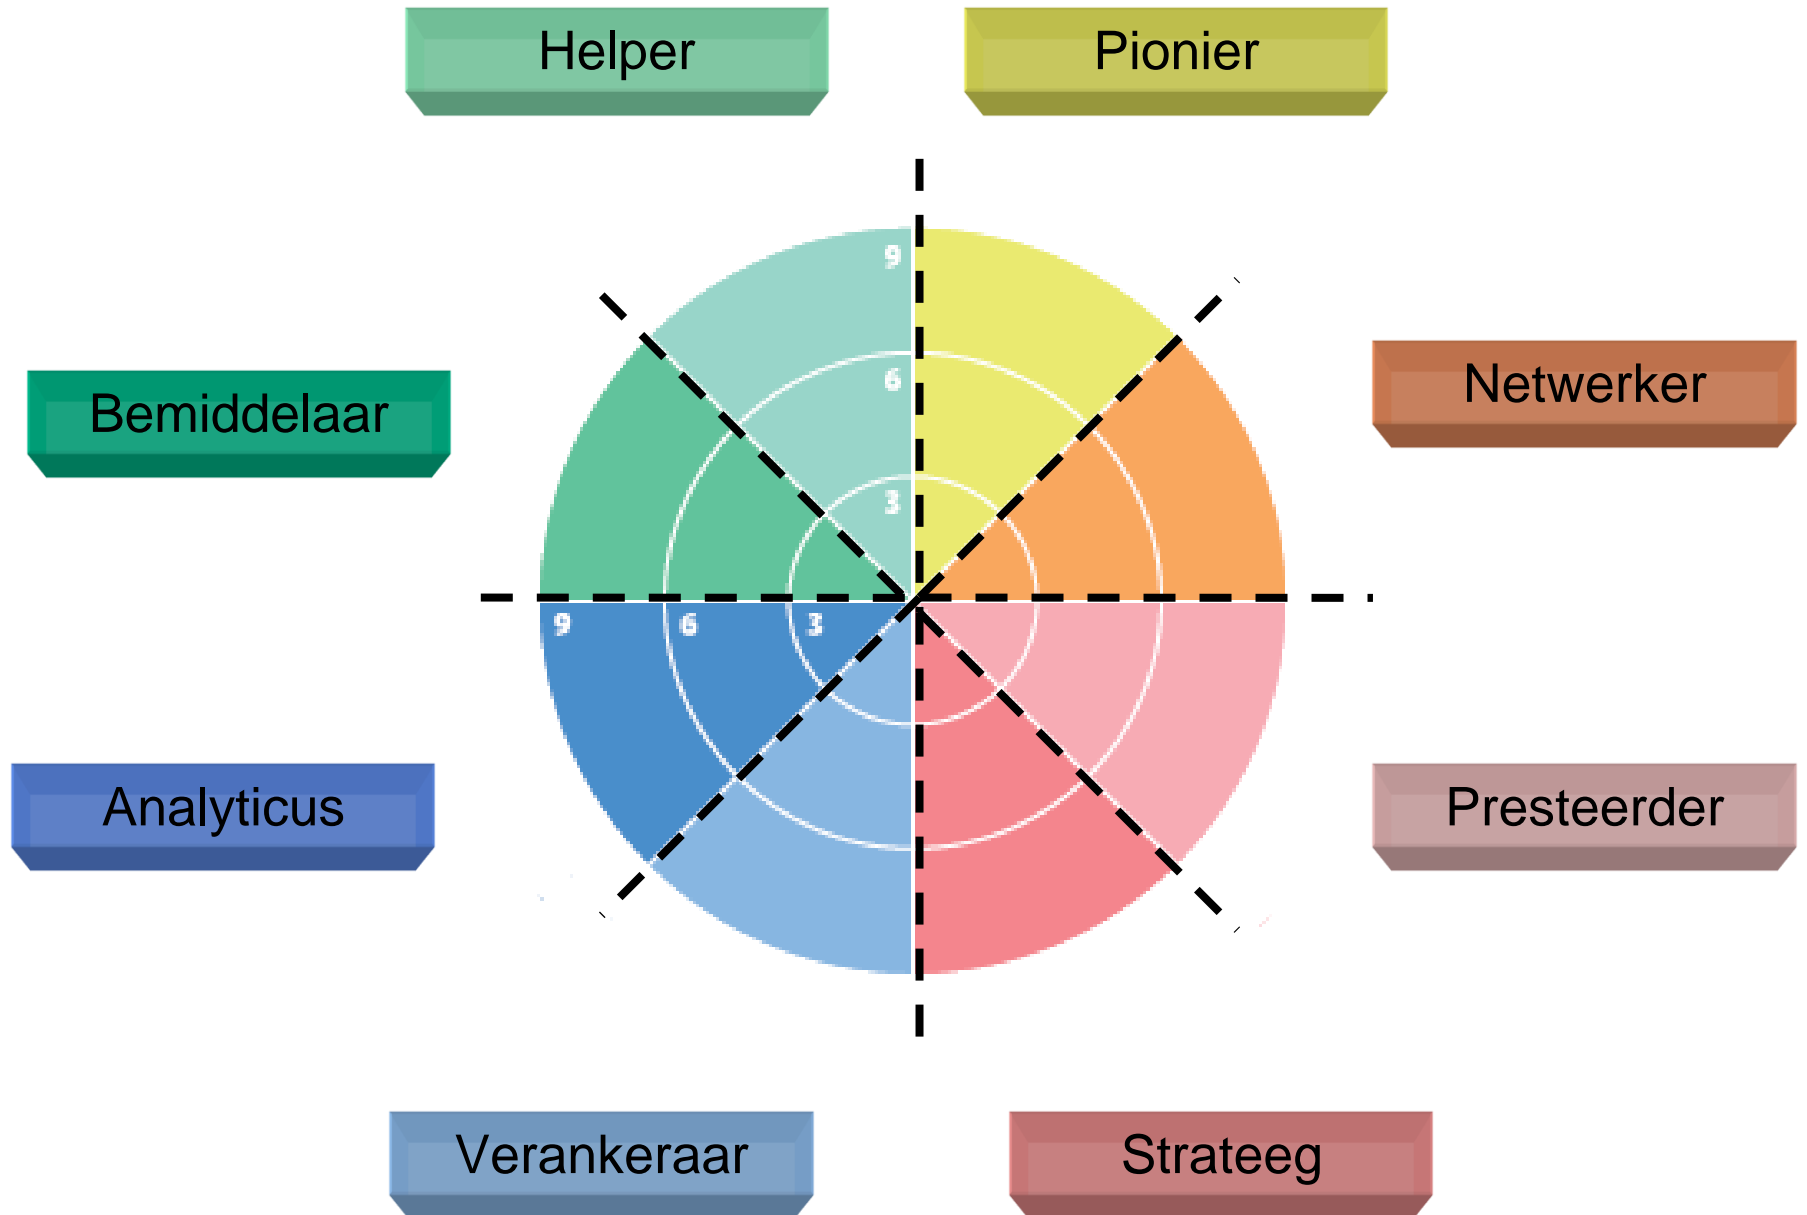 Helper
Pionier
9
6
3
Bemiddelaar
Netwerker
9
6
3
Analyticus
Presteerder
Verankeraar
Strateeg